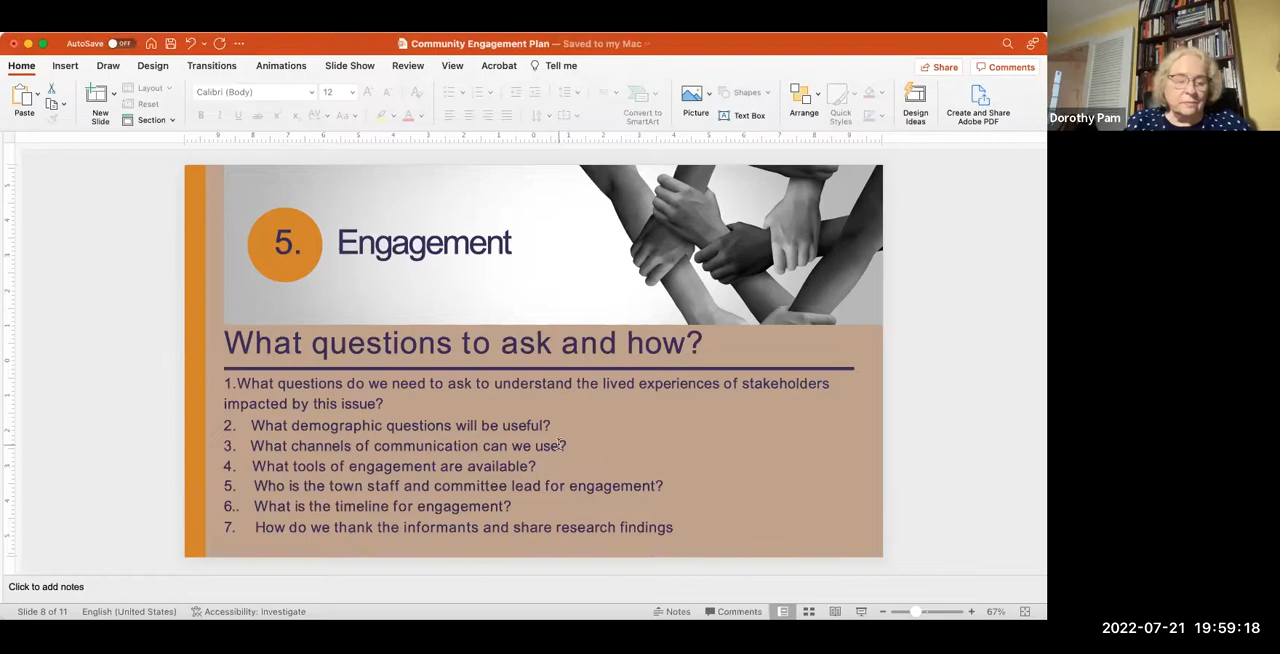 AutoSave OFF
Community Engagement Plan — Saved to my Mac
Home Insert Draw Design Transitions Animations Slide Show Review View Acrobat Tell me
Share Comments
Paste
New Slide
Layout
Reset
Section
Calibri (Body) 12
Convert to SmartArt
Picture
Shapes
Text Box
Arrange
Quick Styles
Design Ideas
Create and Share Adobe PDF
Dorothy Pam
5. Engagement
What questions to ask and how?
1.What questions do we need to ask to understand the lived experiences of stakeholders
impacted by this issue?
2. What demographic questions will be useful?
3. What channels of communication can we use?
4. What tools of engagement are available?
5. Who is the town staff and committee lead for engagement?
6.. What is the timeline for engagement?
7. How do we thank the informants and share research findings
Click to add notes
Slide 8 of 11 English (United States) Accessibility: Investigate Notes Comments 67%
2022-07-21 19:59:18